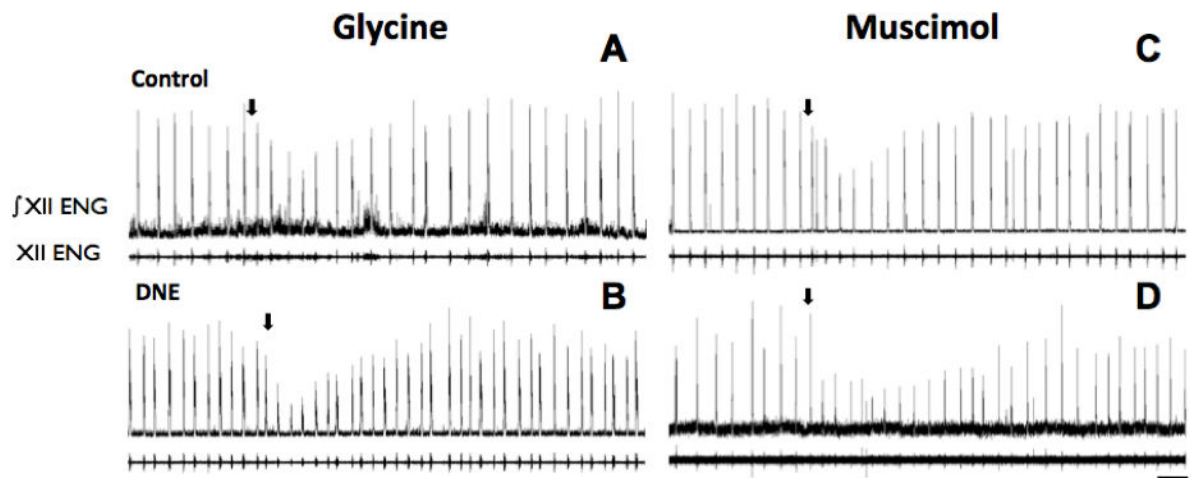 Glycine
Muscimol
A
C
Control
∫XII ENG
XII ENG
DNE
B
D